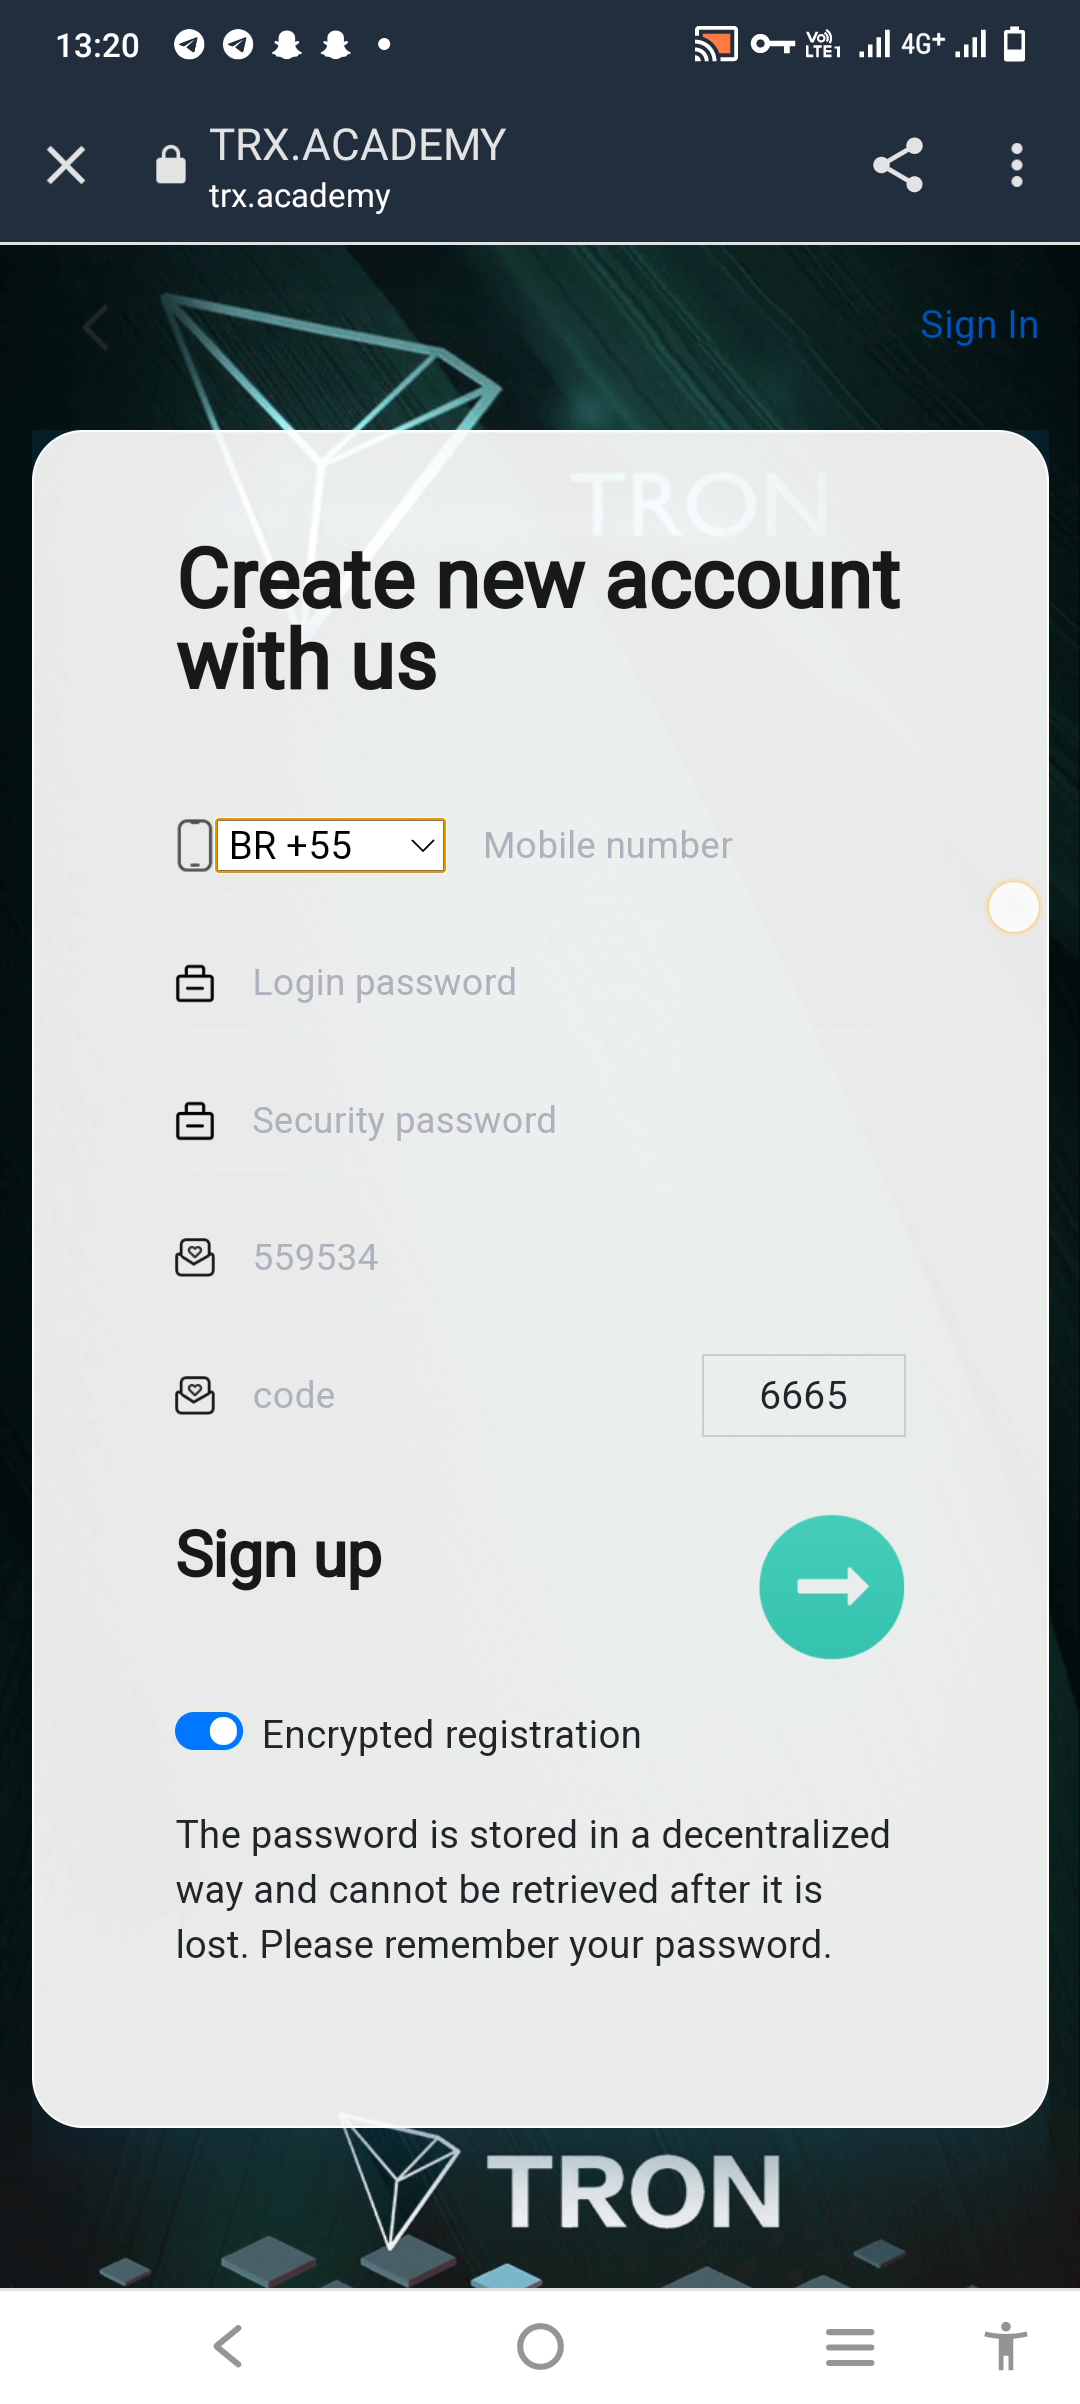 13:20
VoD LTE1 4G+
TRX.ACADEMY
trx.academy
Sign In
TRON
Create new account
with us
BR +55 Mobile number
Login password
Security password
559534
code 6665
Sign up
Encrypted registration
The password is stored in a decentralized
way and cannot be retrieved after it is
lost. Please remember your password.
TRON